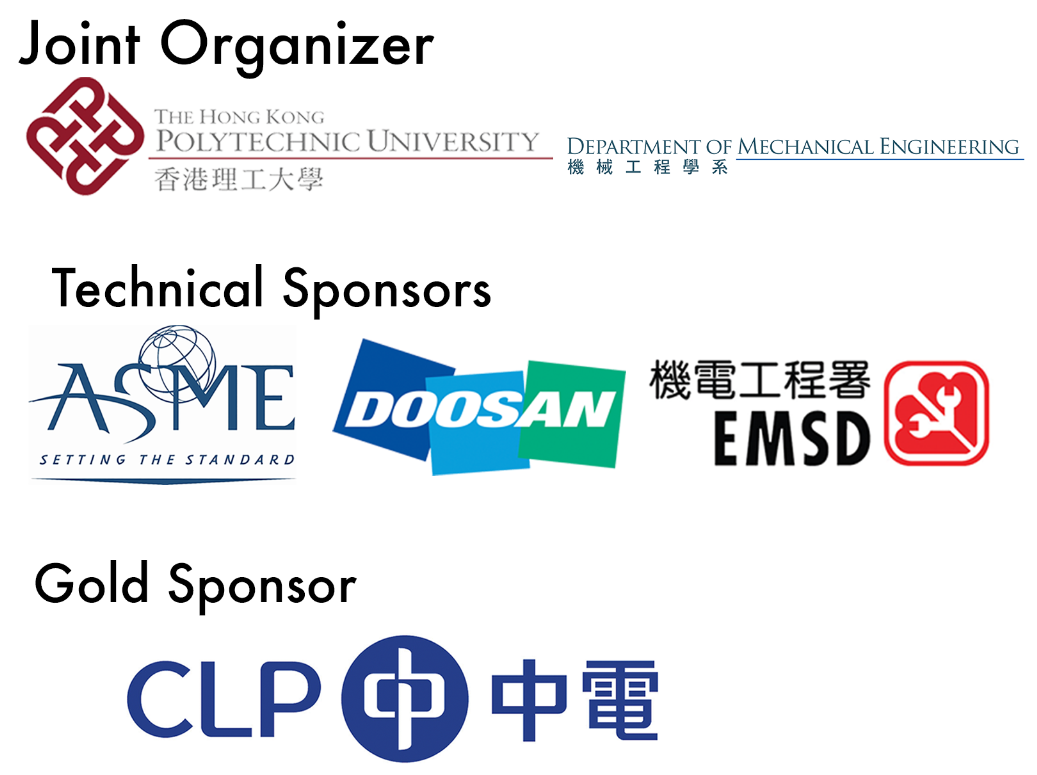 Joint Organizer
THE HONG KONG
POLYTECHNIC UNIVERSITY
香港理工大學
DEPARTMENT OF MECHANICAL ENGINEERING
機械工程學系
Technical Sponsors
ASME
SETTING THE STANDARD
DOOSAN
機電工程署
EMSD
Gold Sponsor
CLP 中電